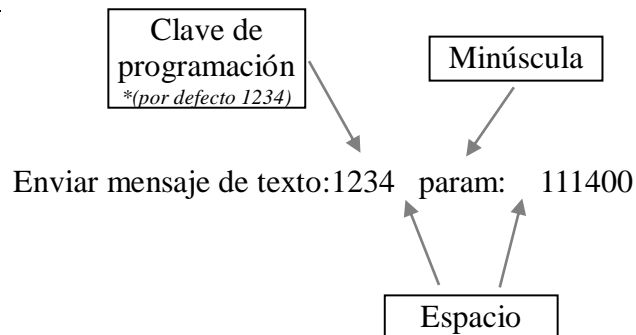 Clave de
programación
*(por defecto 1234)
Minúscula
Enviar mensaje de texto:1234 param: 111400
Espacio